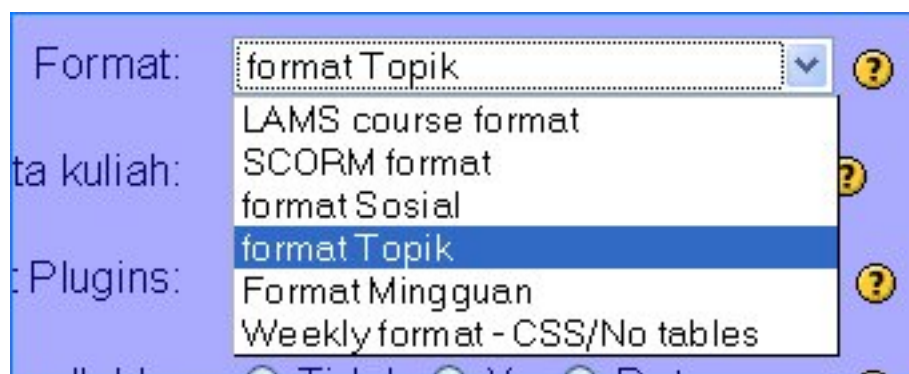 Format: format Topik
LAMS course format
SCORM format
ta kuliah:
format Sosial
format Topik
Plugins:
Format Mingguan
Weekly format - CSS/No tables